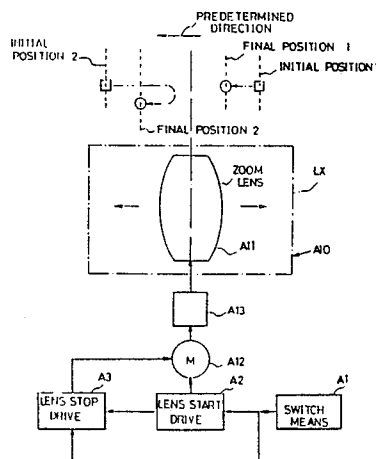 PREDETERMINED
DIRECTION
INITIAL
POSITION 2
FINAL POSITION 1
INITIAL POSITION
FINAL POSITION 2
ZOOM
LENS
LX
A11
A10
A13
M
A12
A3
A2
A1
LENS STOP
DRIVE
LENS START
DRIVE
SWITCH
MEANS